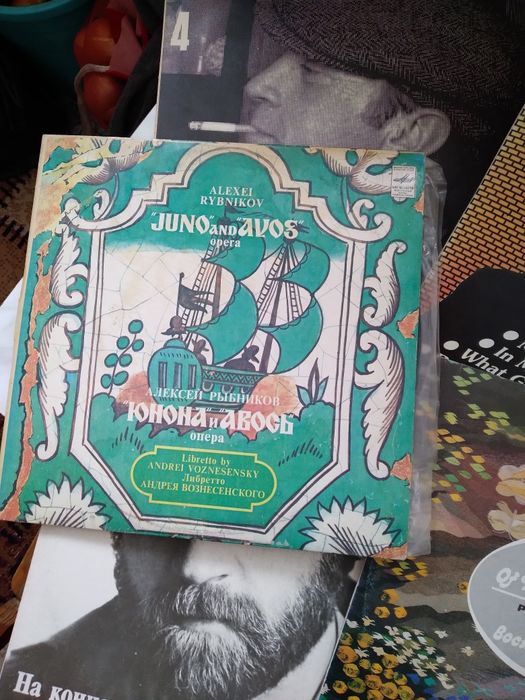 4
ALEXEI
RYBNIKOV
"JUNO" AND "AVOS"
opera
АЛЕКСЕЙ РЫБНИКОВ
"ЮНОНА" И "АВОСЬ"
опера
Libretto by
ANDREI VOZNESENSKY
Либретто
АНДРЕЯ ВОЗНЕСЕНСКОГО
In
What
На